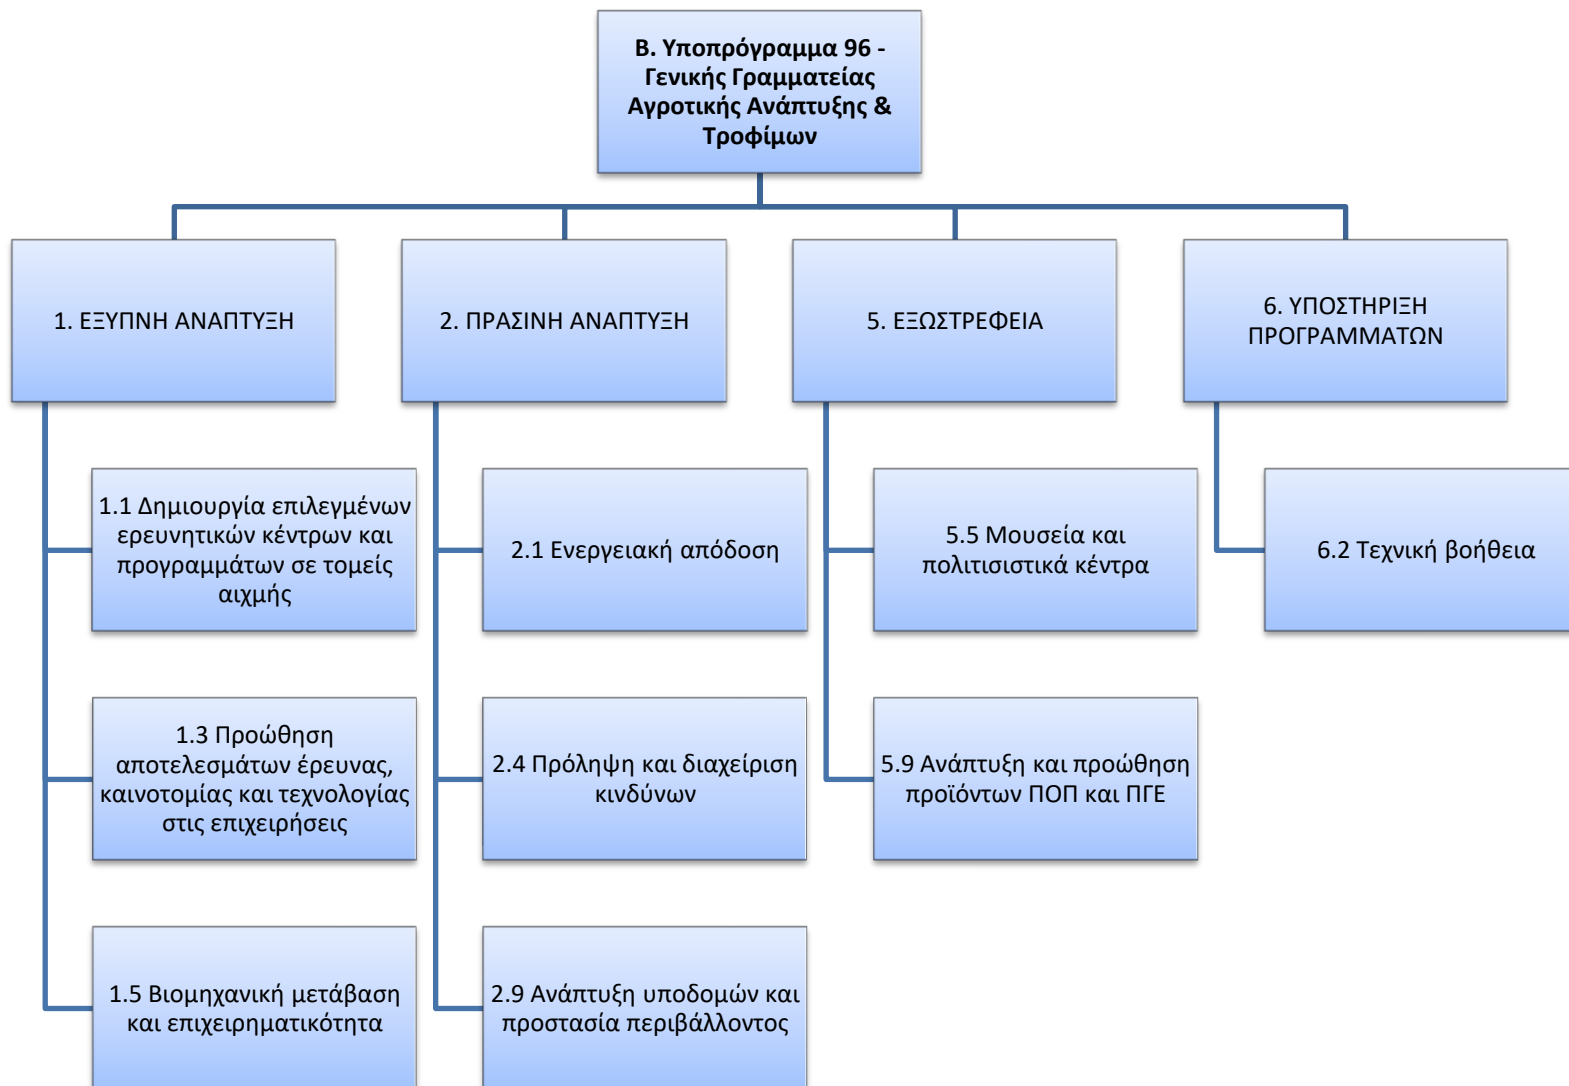 Β. Υποπρόγραμμα 96 -
Γενικής Γραμματείας
Αγροτικής Ανάπτυξης &
Τροφίμων
1. ΕΞΥΠΝΗ ΑΝΑΠΤΥΞΗ
2. ΠΡΑΣΙΝΗ ΑΝΑΠΤΥΞΗ
5. ΕΞΩΣΤΡΕΦΕΙΑ
6. ΥΠΟΣΤΗΡΙΞΗ
ΠΡΟΓΡΑΜΜΑΤΩΝ
1.1 Δημιουργία επιλεγμένων
ερευνητικών κέντρων και
προγραμμάτων σε τομείς
αιχμής
2.1 Ενεργειακή απόδοση
5.5 Μουσεία και
πολιτισιστικά κέντρα
6.2 Τεχνική βοήθεια
1.3 Προώθηση
αποτελεσμάτων έρευνας,
καινοτομίας και τεχνολογίας
στις επιχειρήσεις
2.4 Πρόληψη και διαχείριση
κινδύνων
5.9 Ανάπτυξη και προώθηση
προϊόντων ΠΟΠ και ΠΓΕ
1.5 Βιομηχανική μετάβαση
και επιχειρηματικότητα
2.9 Ανάπτυξη υποδομών και
προστασία περιβάλλοντος